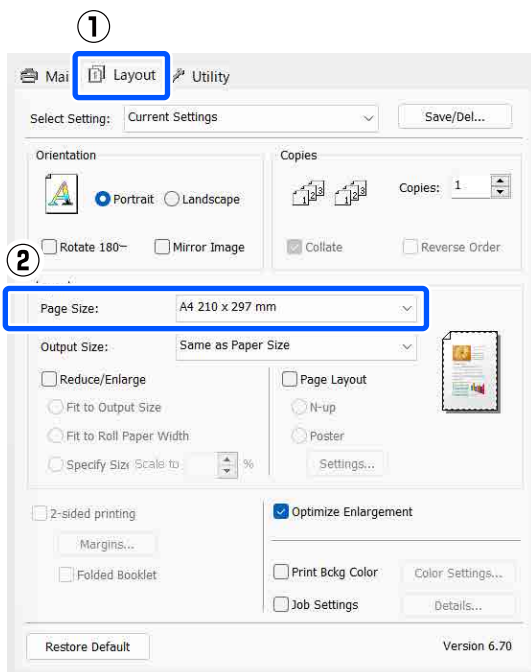 ①
Mai Layout Utility
Select Setting: Current Settings Save/Del...
Orientation Copies
Portrait Landscape Copies: 1
Rotate 180 Mirror Image Collate Reverse Order
②
Page Size: A4 210 x 297 mm
Output Size: Same as Paper Size
Reduce/Enlarge Page Layout
Fit to Output Size N-up
Fit to Roll Paper Width Poster
Specify Size Scale to % Settings...
2-sided printing Optimize Enlargement
Margins...
Folded Booklet Print Bckg Color Color Settings...
Job Settings Details...
Restore Default Version 6.70